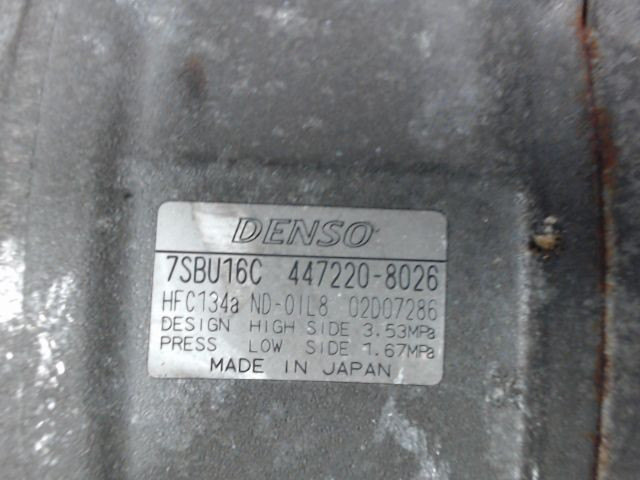 DENSO
7SBU16C 447220-8026
HFC134a ND-OIL8 02D07286
DESIGN HIGH SIDE 3.53MPa
PRESS LOW SIDE 1.67MPa
MADE IN JAPAN